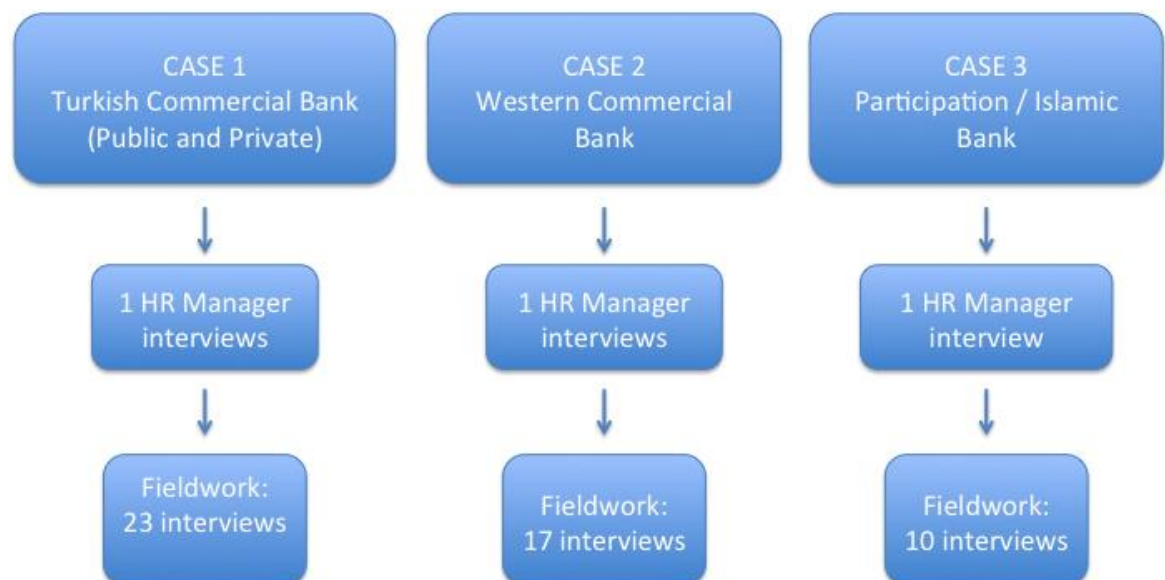 CASE 1
Turkish Commercial Bank
(Public and Private)
CASE 2
Western Commercial
Bank
CASE 3
Participation / Islamic
Bank
1 HR Manager
interviews
1 HR Manager
interviews
1 HR Manager
interview
Fieldwork:
23 interviews
Fieldwork:
17 interviews
Fieldwork:
10 interviews